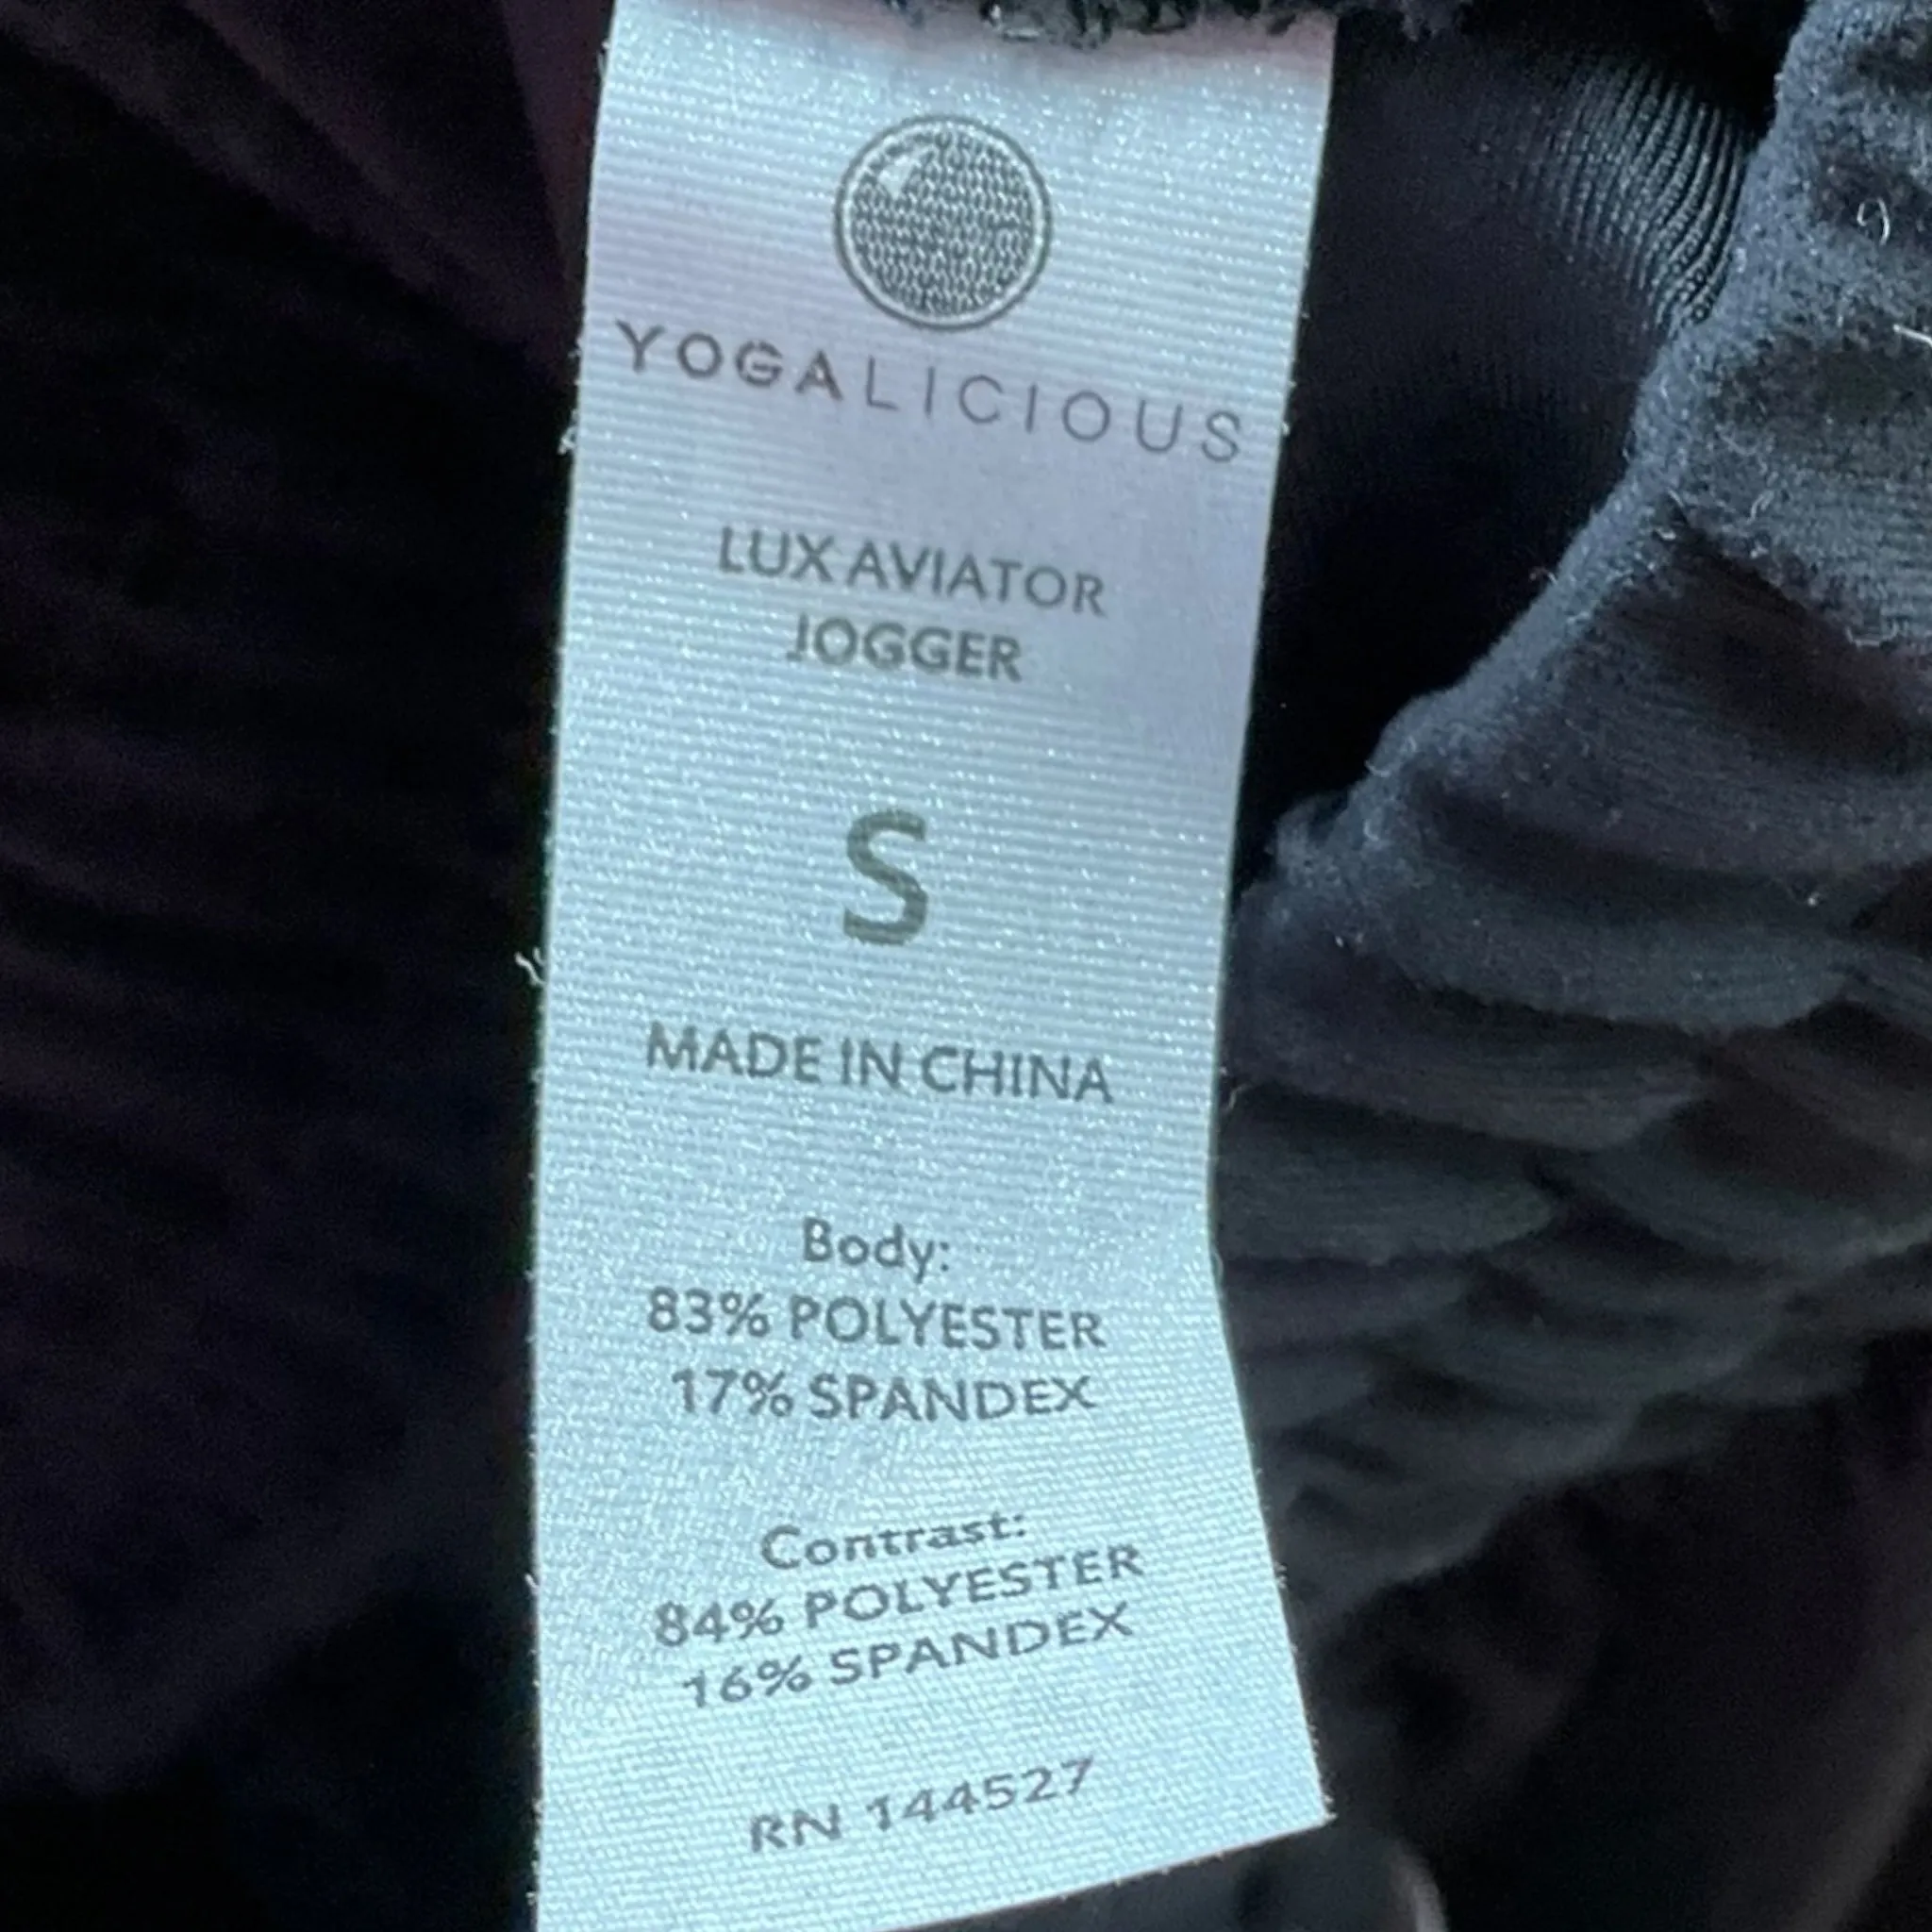 YOGALICIOUS
LUX AVIATOR
JOGGER
S
MADE IN CHINA
Body:
83% POLYESTER
17% SPANDEX
Contrast:
84% POLYESTER
16% SPANDEX
RN 144527